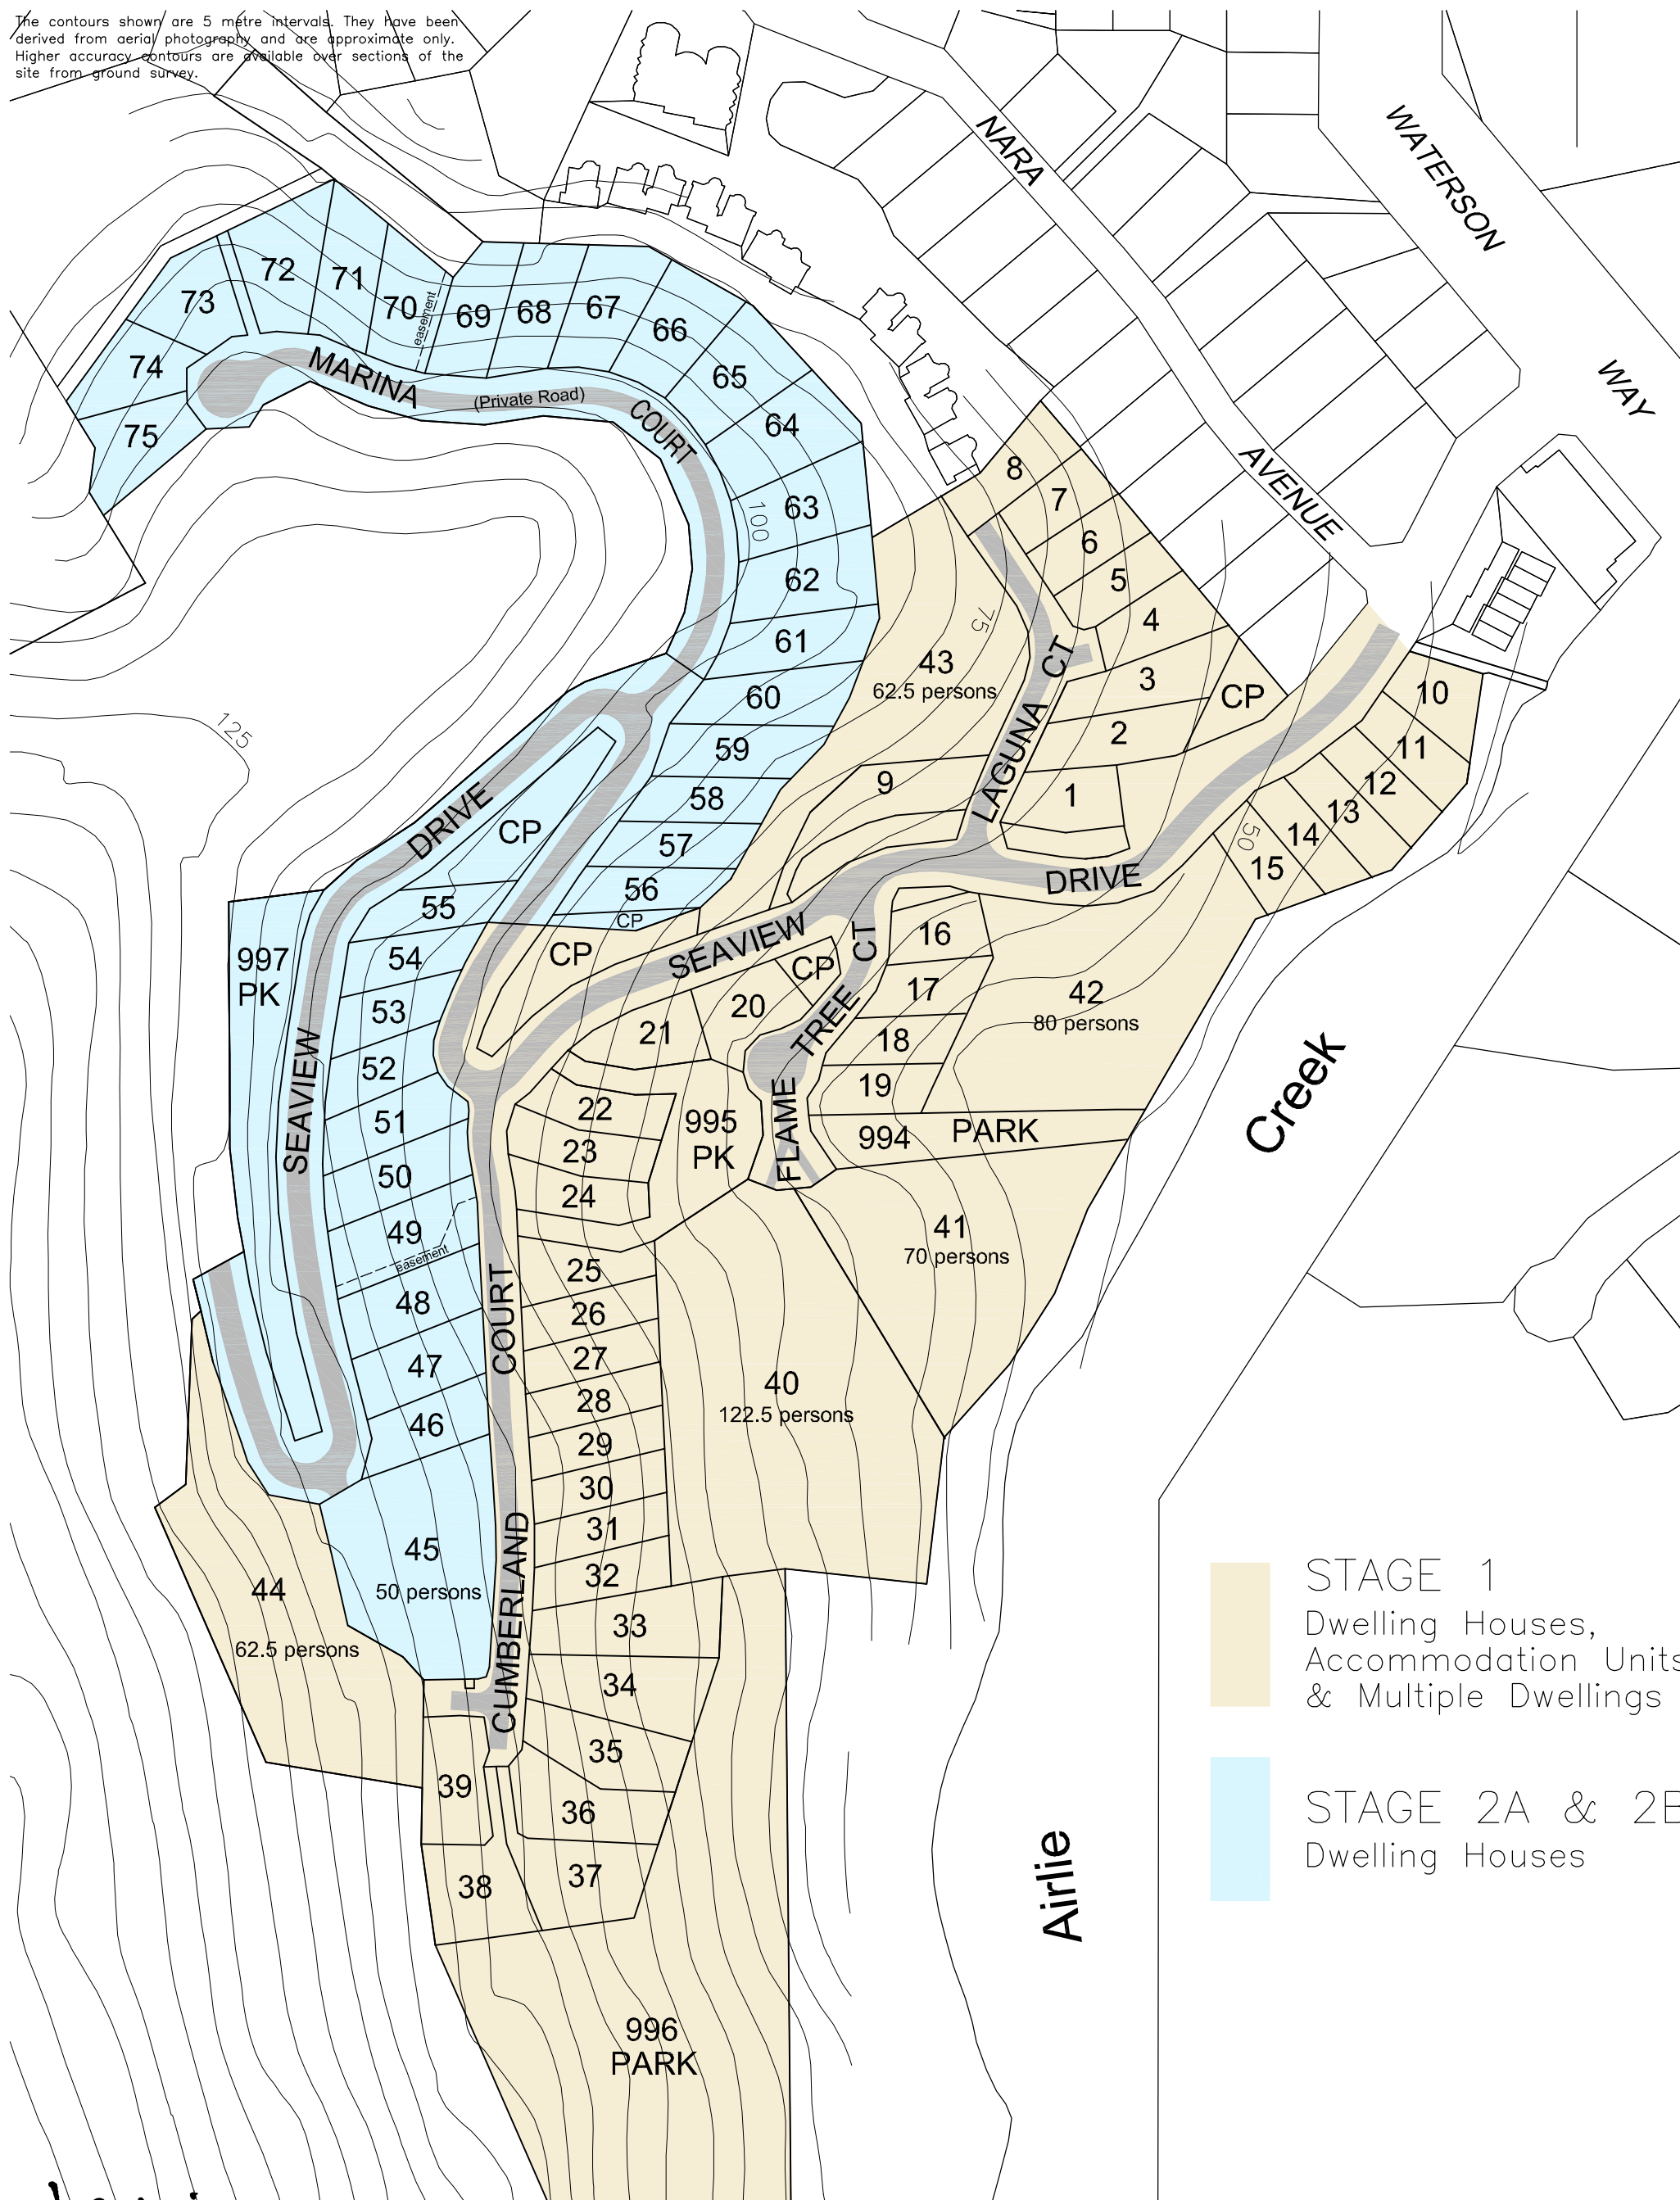 The contours shown are 5 metre intervals. They have been
derived from aerial photography and are approximate only.
Higher accuracy contours are available over sections of the
site from ground survey.
NARA
AVENUE
WATERSON
WAY
72
71
70
easement
69
68
67
66
65
64
63
62
61
60
59
58
57
56
CP
73
74
75
MARINA
(Private Road)
COURT
100
125
75
50
8
7
6
5
4
3
2
1
CP
LAGUNA CT
43
62.5 persons
9
10
11
12
13
14
15
DRIVE
SEAVIEW
CP
DRIVE
CP
55
54
53
52
51
50
49
easement
48
47
46
45
50 persons
997
PK
SEAVIEW
CP
20
21
FLAME TREE CT
16
17
18
19
42
80 persons
994 PARK
995
PK
22
23
24
25
26
27
28
29
30
31
32
33
34
35
36
37
38
39
41
70 persons
40
122.5 persons
44
62.5 persons
CUMBERLAND COURT
996
PARK
Airlie Creek
STAGE 1
Dwelling Houses,
Accommodation Units
& Multiple Dwellings
STAGE 2A & 2B
Dwelling Houses